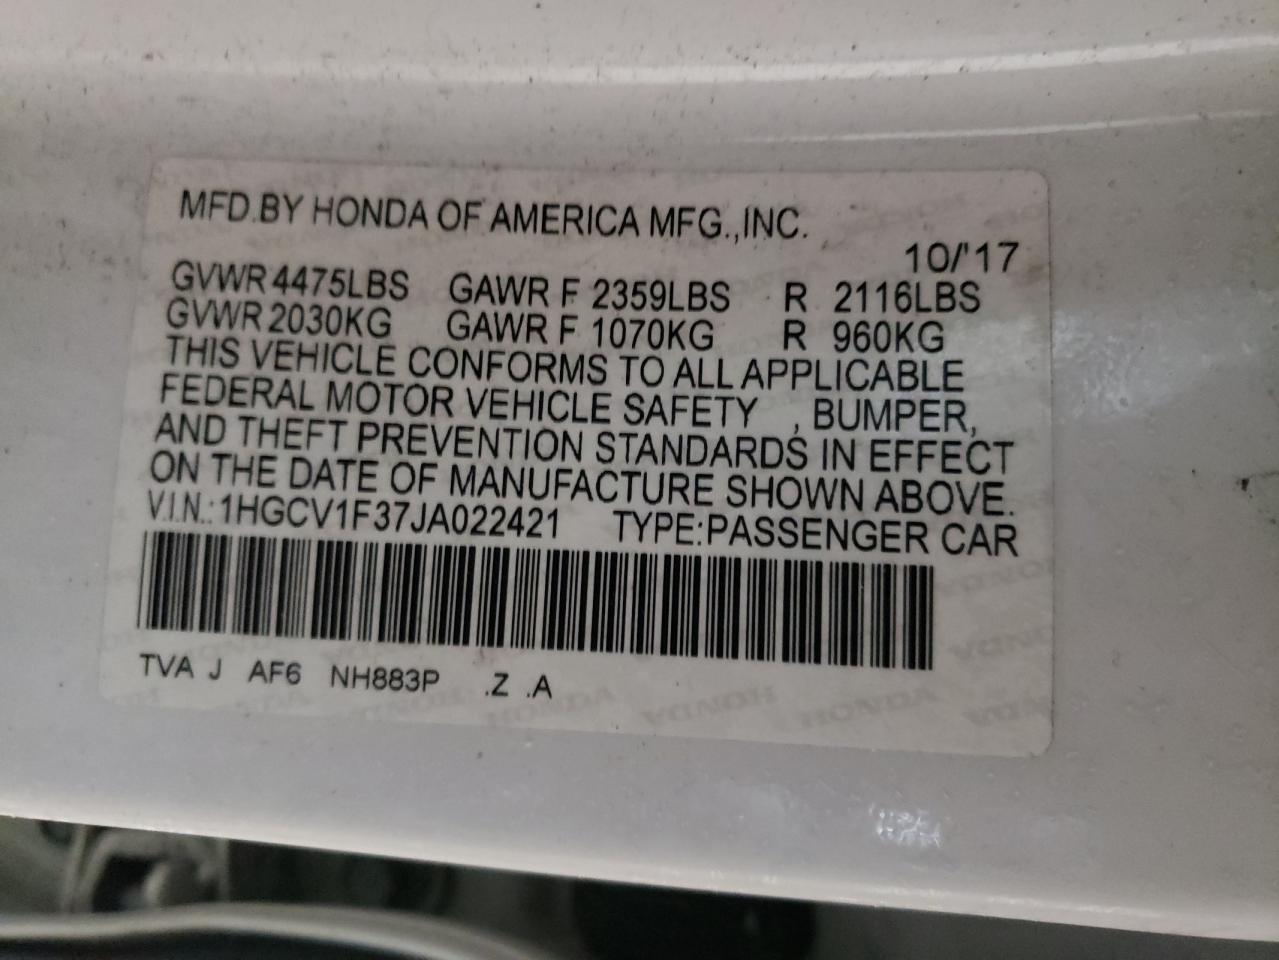 MFD.BY HONDA OF AMERICA MFG.,INC.
10/'17
GVWR 4475LBS GAWR F 2359LBS R 2116LBS
GVWR 2030KG GAWR F 1070KG R 960KG
THIS VEHICLE CONFORMS TO ALL APPLICABLE
FEDERAL MOTOR VEHICLE SAFETY , BUMPER,
AND THEFT PREVENTION STANDARDS IN EFFECT
ON THE DATE OF MANUFACTURE SHOWN ABOVE.
V.I.N.: 1HGCV1F37JA022421 TYPE:PASSENGER CAR
TVA J AF6 NH883P .Z .A